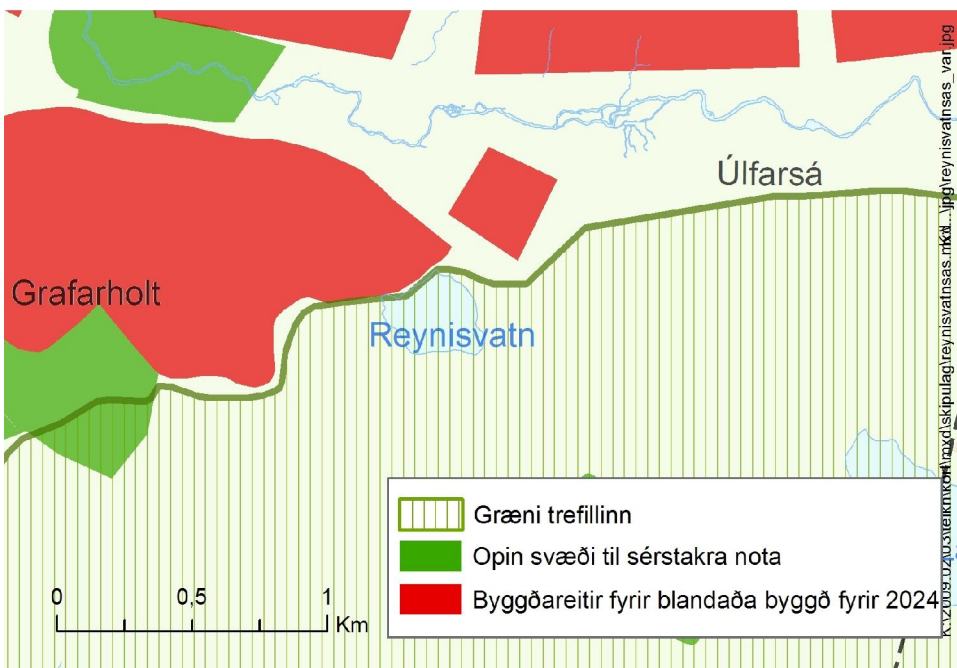 Úlfarsá
Grafarholt
Reynisvatn
Græni trefillinn
Opin svæði til sérstakra nota
Byggðareitir fyrir blandaða byggð fyrir 2024
0 0,5 1
Km